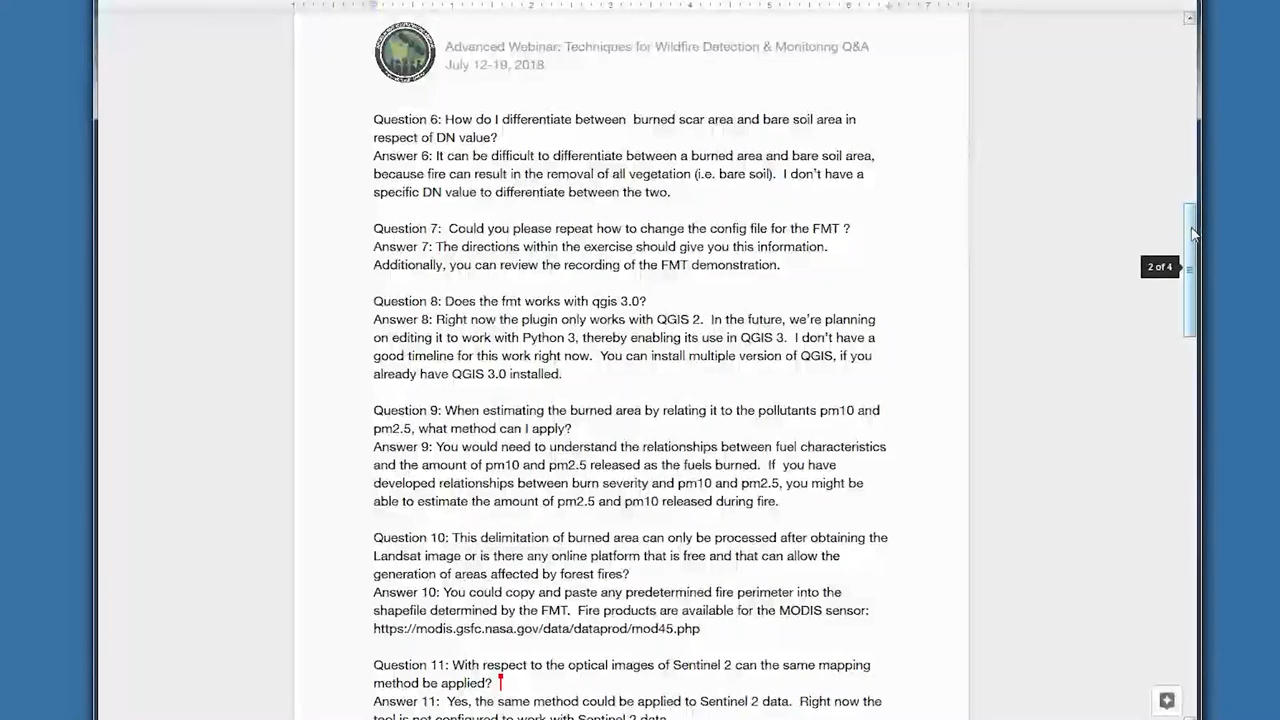 1 2 3 4 5 6 7
Advanced Webinar: Techniques for Wildfire Detection & Monitoring Q&A
July 12-19, 2018
Question 6: How do I differentiate between burned scar area and bare soil area in
respect of DN value?
Answer 6: It can be difficult to differentiate between a burned area and bare soil area,
because fire can result in the removal of all vegetation (i.e. bare soil). I don't have a
specific DN value to differentiate between the two.
Question 7: Could you please repeat how to change the config file for the FMT ?
Answer 7: The directions within the exercise should give you this information.
Additionally, you can review the recording of the FMT demonstration.
2 of 4
Question 8: Does the fmt works with qgis 3.0?
Answer 8: Right now the plugin only works with QGIS 2. In the future, we're planning
on editing it to work with Python 3, thereby enabling its use in QGIS 3. I don't have a
good timeline for this work right now. You can install multiple version of QGIS, if you
already have QGIS 3.0 installed.
Question 9: When estimating the burned area by relating it to the pollutants pm10 and
pm2.5, what method can I apply?
Answer 9: You would need to understand the relationships between fuel characteristics
and the amount of pm10 and pm2.5 released as the fuels burned. If you have
developed relationships between burn severity and pm10 and pm2.5, you might be
able to estimate the amount of pm2.5 and pm10 released during fire.
Question 10: This delimitation of burned area can only be processed after obtaining the
Landsat image or is there any online platform that is free and that can allow the
generation of areas affected by forest fires?
Answer 10: You could copy and paste any predetermined fire perimeter into the
shapefile determined by the FMT. Fire products are available for the MODIS sensor:
https://modis.gsfc.nasa.gov/data/dataprod/mod45.php
Question 11: With respect to the optical images of Sentinel 2 can the same mapping
method be applied?
Answer 11: Yes, the same method could be applied to Sentinel 2 data. Right now the
tool is not configured to work with Sentinel 2 data